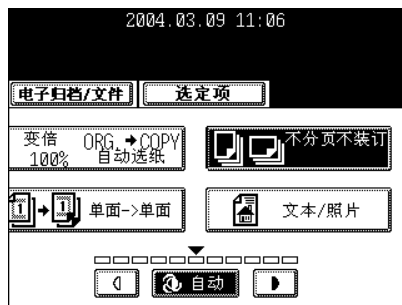 2004.03.09 11:06
电子归档/文件
选定项
变倍 ORG.→COPY
100% 自动选纸
不分页不装订
1→1 单面->单面
文本/照片
自动